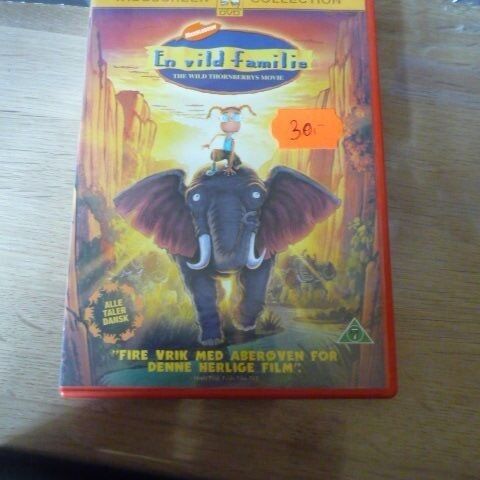 WIDESCREEN COLLECTION
DVD
NICKELODEON
En vild familie
THE WILD THORNBERRYS MOVIE
30,-
ALLE
TALER
DANSK
7
"FIRE VRIK MED ABERØVEN FOR
DENNE HERLIGE FILM".